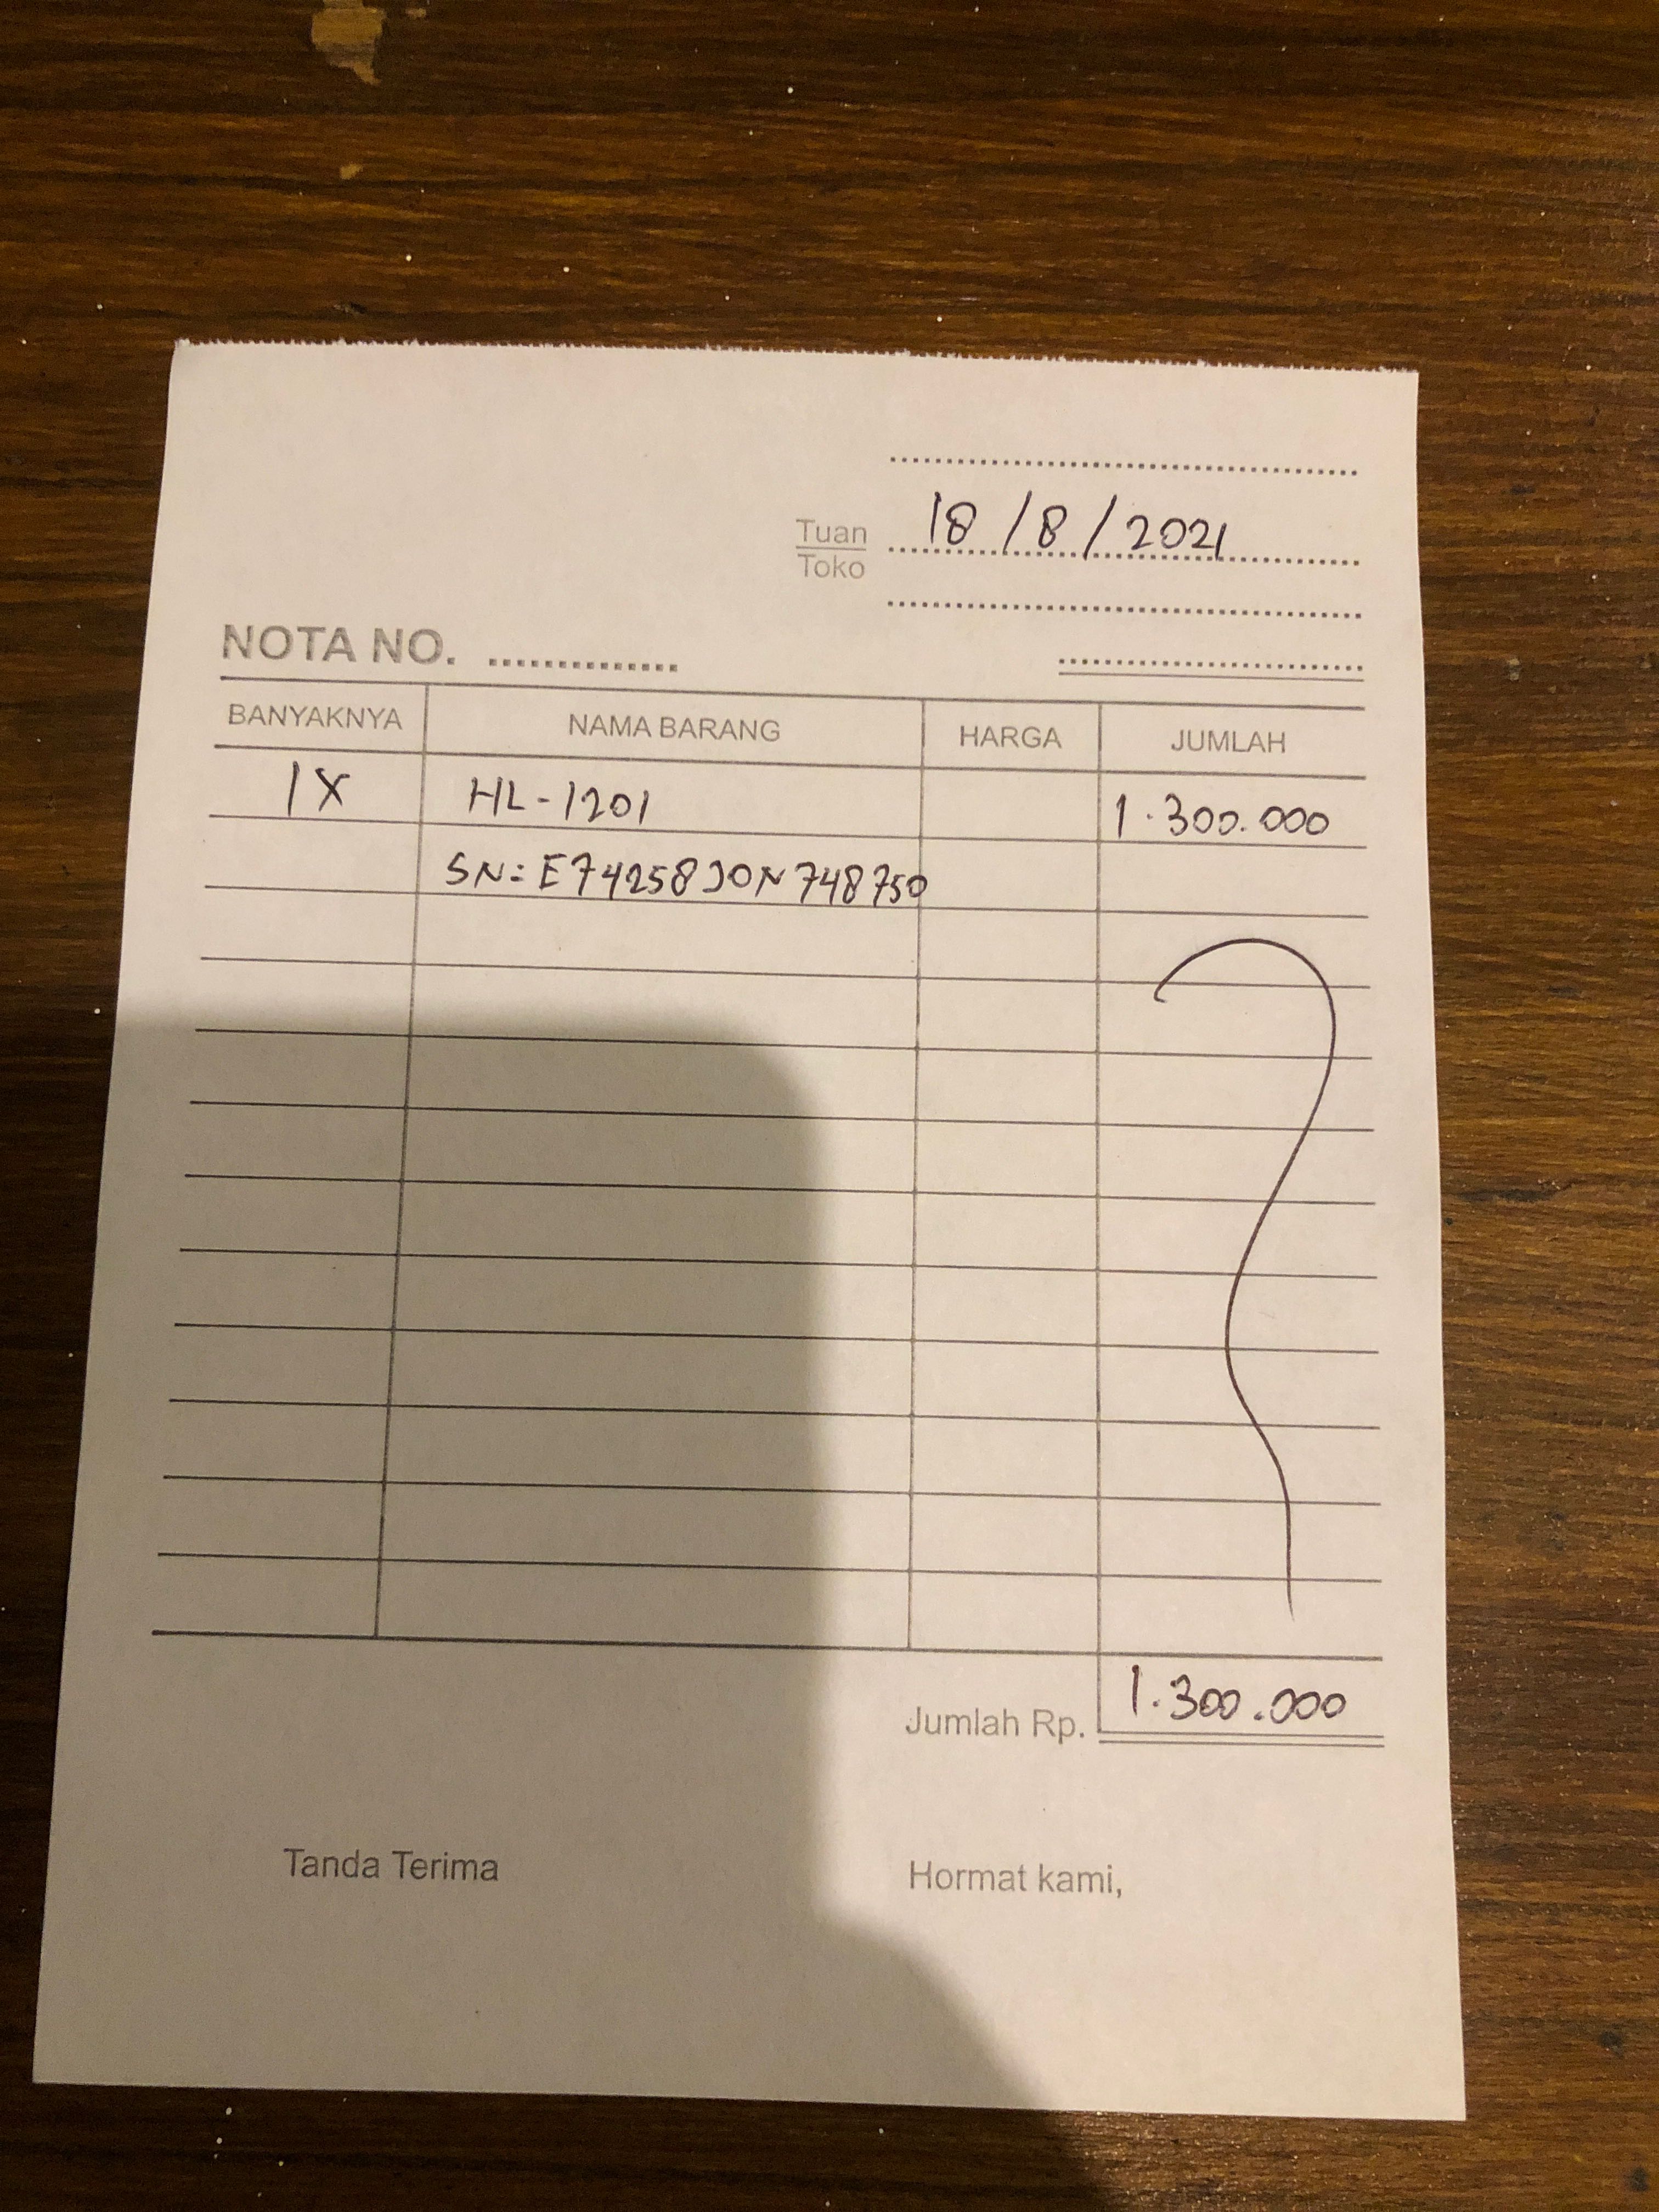 18/8/2021
Tuan
Toko
NOTA NO. ..............
BANYAKNYA NAMA BARANG HARGA JUMLAH
1X HL-1201 1.300.000
SN: E74258J0N748750
Jumlah Rp. 1.300.000
Tanda Terima Hormat kami,